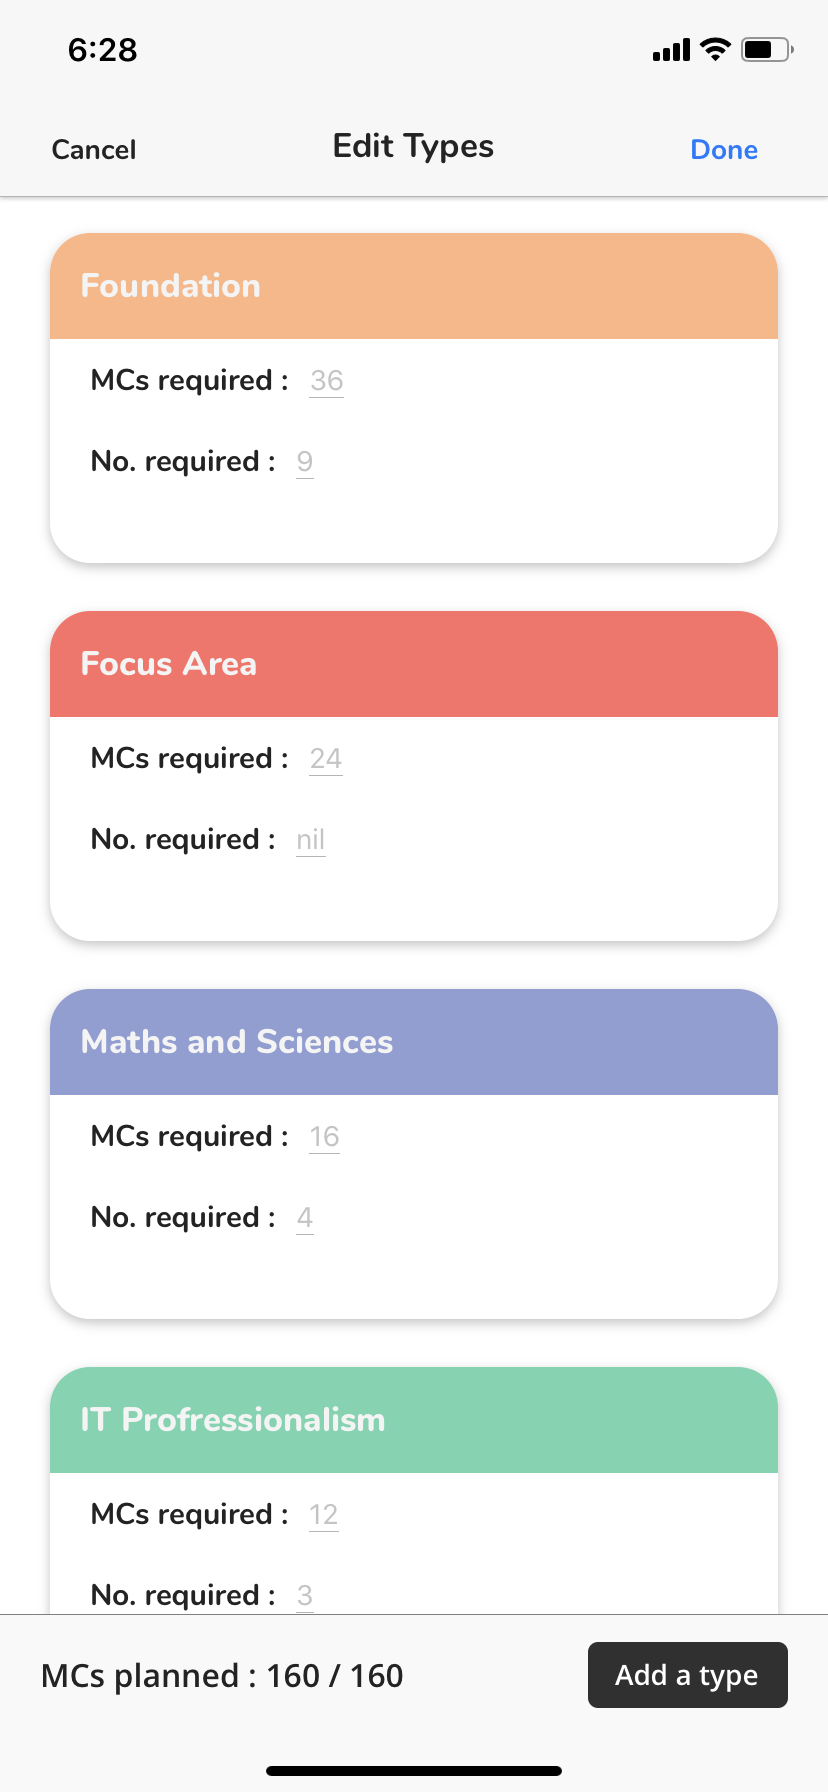 6:28
Cancel Edit Types Done
Foundation
MCs required : 36
No. required : 9
Focus Area
MCs required : 24
No. required : nil
Maths and Sciences
MCs required : 16
No. required : 4
IT Profressionalism
MCs required : 12
No. required : 3
MCs planned : 160 / 160 Add a type